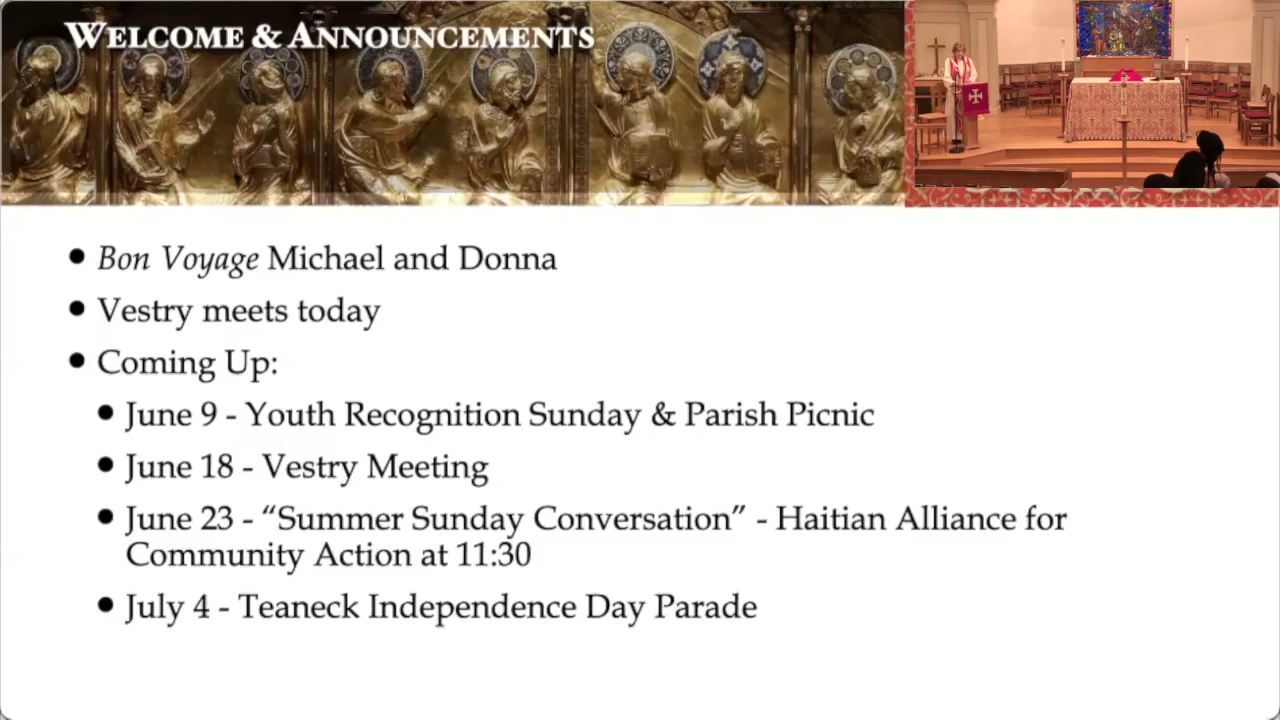 WELCOME & ANNOUNCEMENTS
• Bon Voyage Michael and Donna
• Vestry meets today
• Coming Up:
• June 9 - Youth Recognition Sunday & Parish Picnic
• June 18 - Vestry Meeting
• June 23 - “Summer Sunday Conversation” - Haitian Alliance for
Community Action at 11:30
• July 4 - Teaneck Independence Day Parade